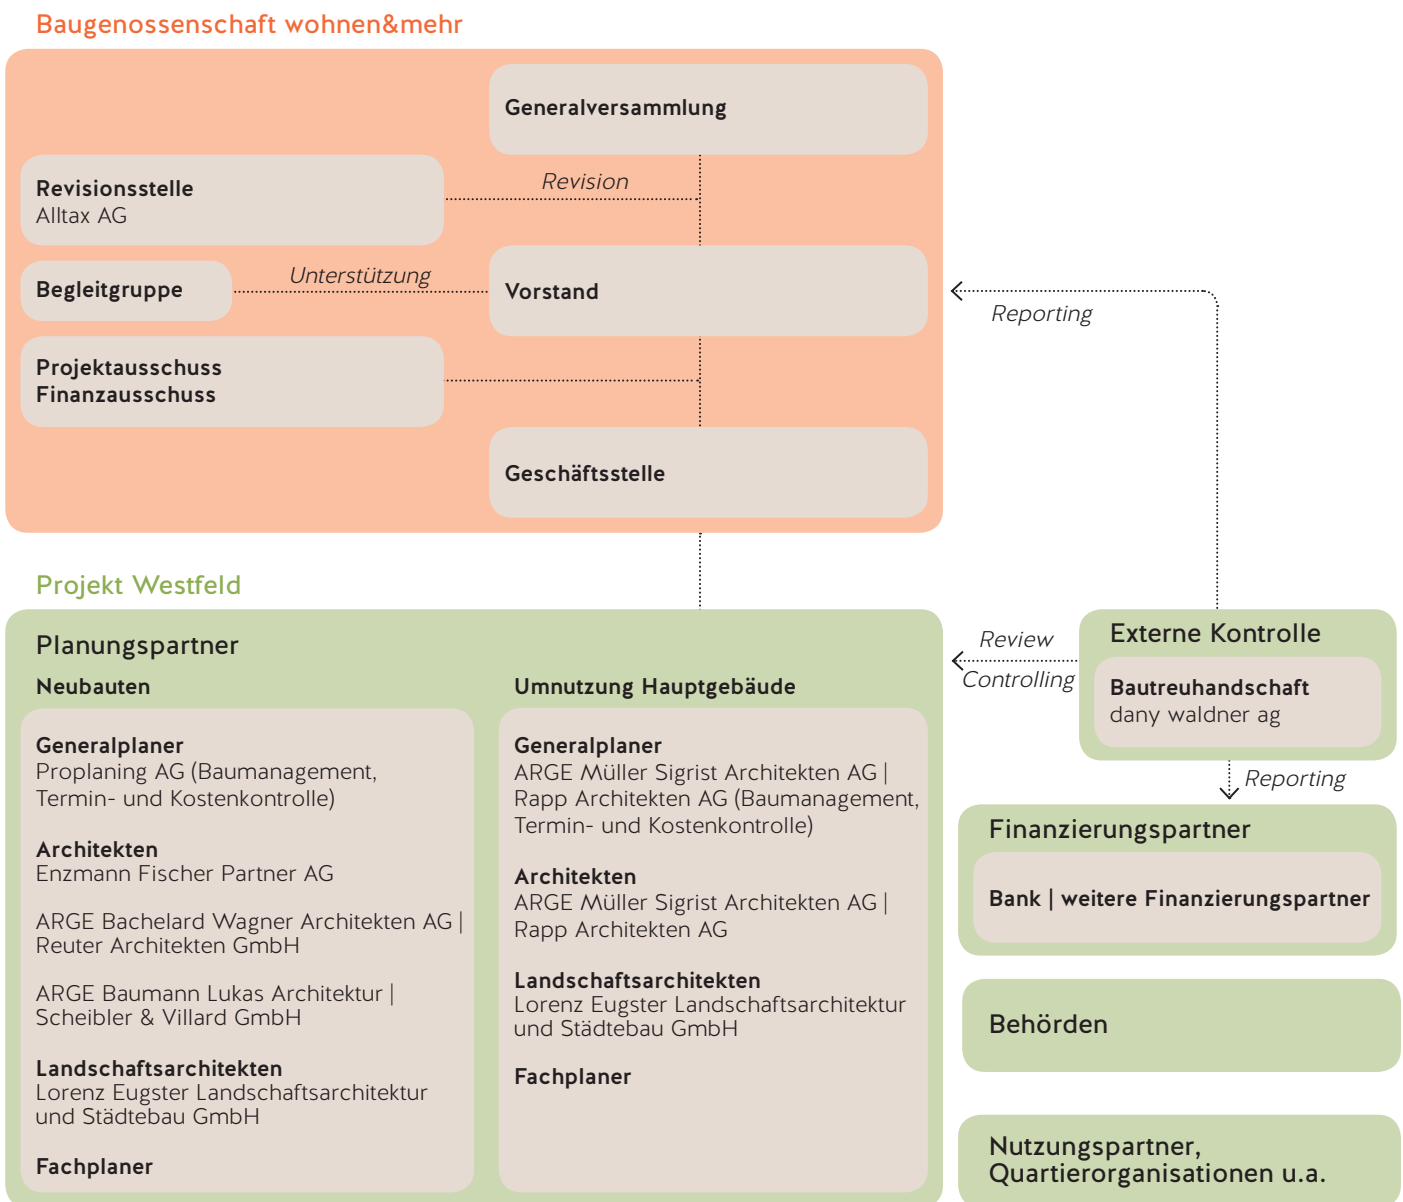 Baugenossenschaft wohnen&mehr
Generalversammlung
Revisionsstelle
Alltax AG
Revision
Begleitgruppe
Unterstützung
Vorstand
Reporting
Projektausschuss
Finanzausschuss
Geschäftsstelle
Projekt Westfeld
Planungspartner
Neubauten
Generalplaner
Proplaning AG (Baumanagement,
Termin- und Kostenkontrolle)
Architekten
Enzmann Fischer Partner AG
ARGE Bachelard Wagner Architekten AG |
Reuter Architekten GmbH
ARGE Baumann Lukas Architektur |
Scheibler & Villard GmbH
Landschaftsarchitekten
Lorenz Eugster Landschaftsarchitektur
und Städtebau GmbH
Fachplaner
Umnutzung Hauptgebäude
Generalplaner
ARGE Müller Sigrist Architekten AG |
Rapp Architekten AG (Baumanagement,
Termin- und Kostenkontrolle)
Architekten
ARGE Müller Sigrist Architekten AG |
Rapp Architekten AG
Landschaftsarchitekten
Lorenz Eugster Landschaftsarchitektur
und Städtebau GmbH
Fachplaner
Review
Controlling
Externe Kontrolle
Bautreuhandschaft
dany waldner ag
Reporting
Finanzierungspartner
Bank | weitere Finanzierungspartner
Behörden
Nutzungspartner,
Quartierorganisationen u.a.